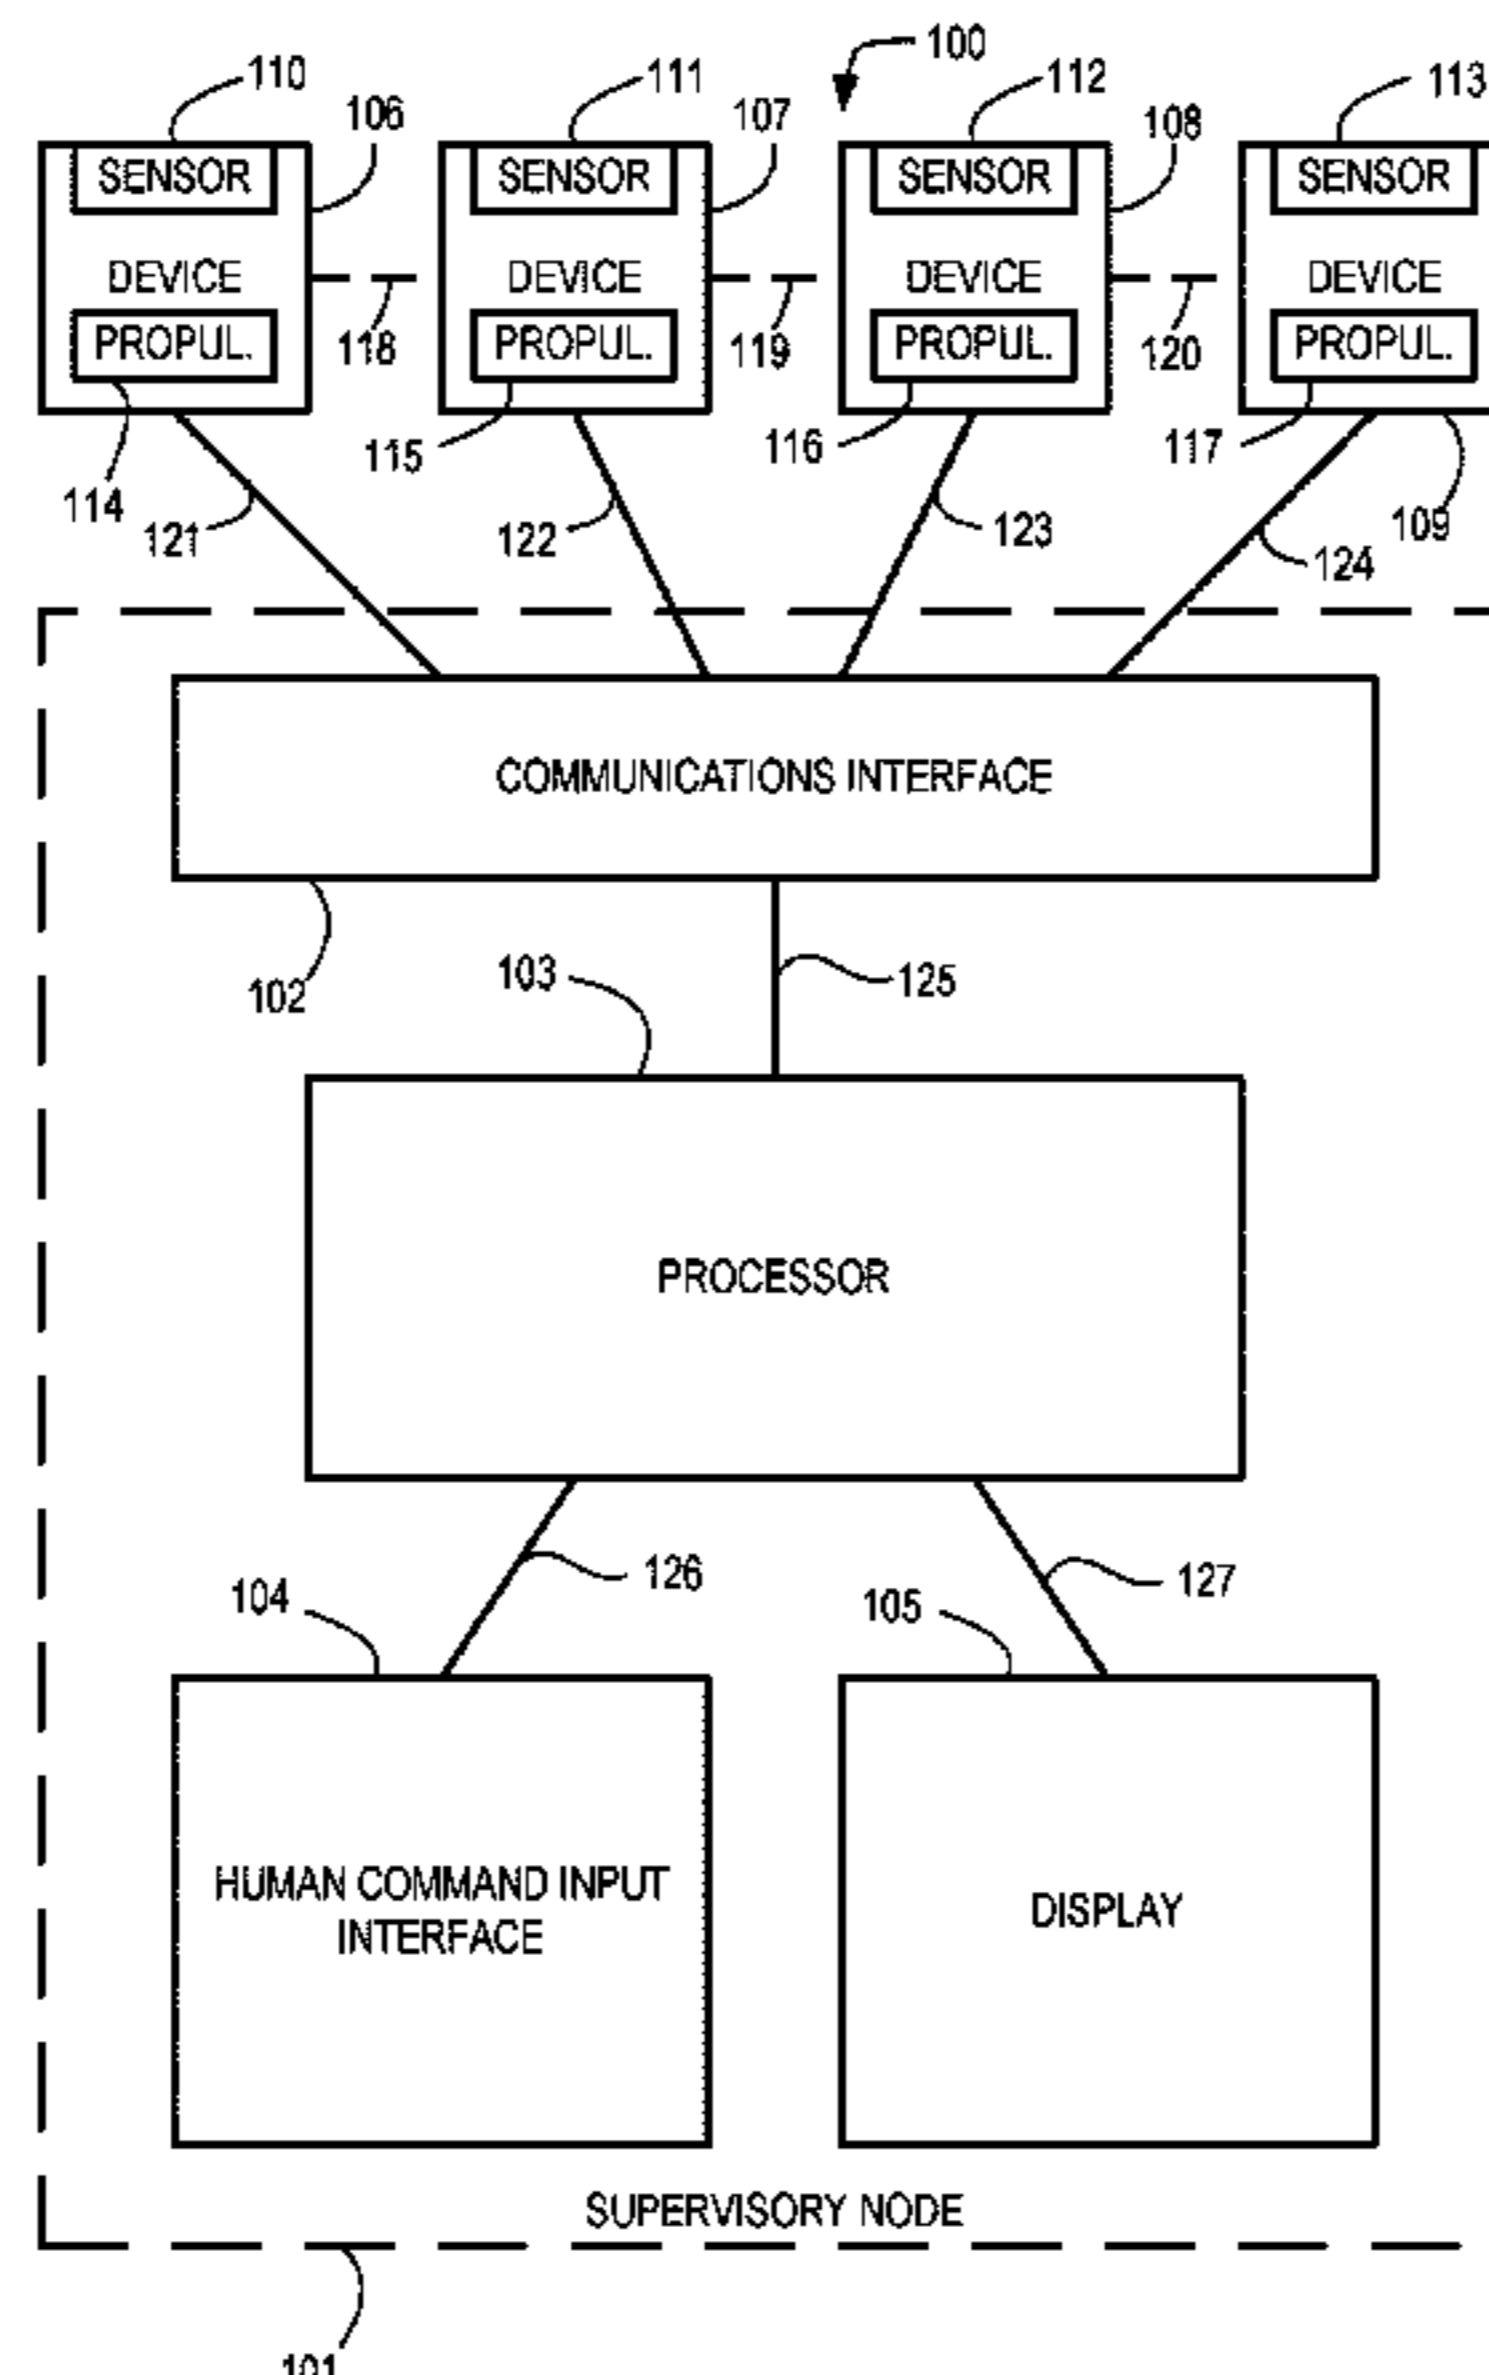 100
110
111
112
113
106
107
108
SENSOR
SENSOR
SENSOR
SENSOR
DEVICE
DEVICE
DEVICE
DEVICE
118
119
120
PROPUL.
PROPUL.
PROPUL.
PROPUL.
114
115
116
117
109
121
122
123
124
COMMUNICATIONS INTERFACE
102
103
125
PROCESSOR
104
126
105
127
HUMAN COMMAND INPUT
INTERFACE
DISPLAY
SUPERVISORY NODE
101